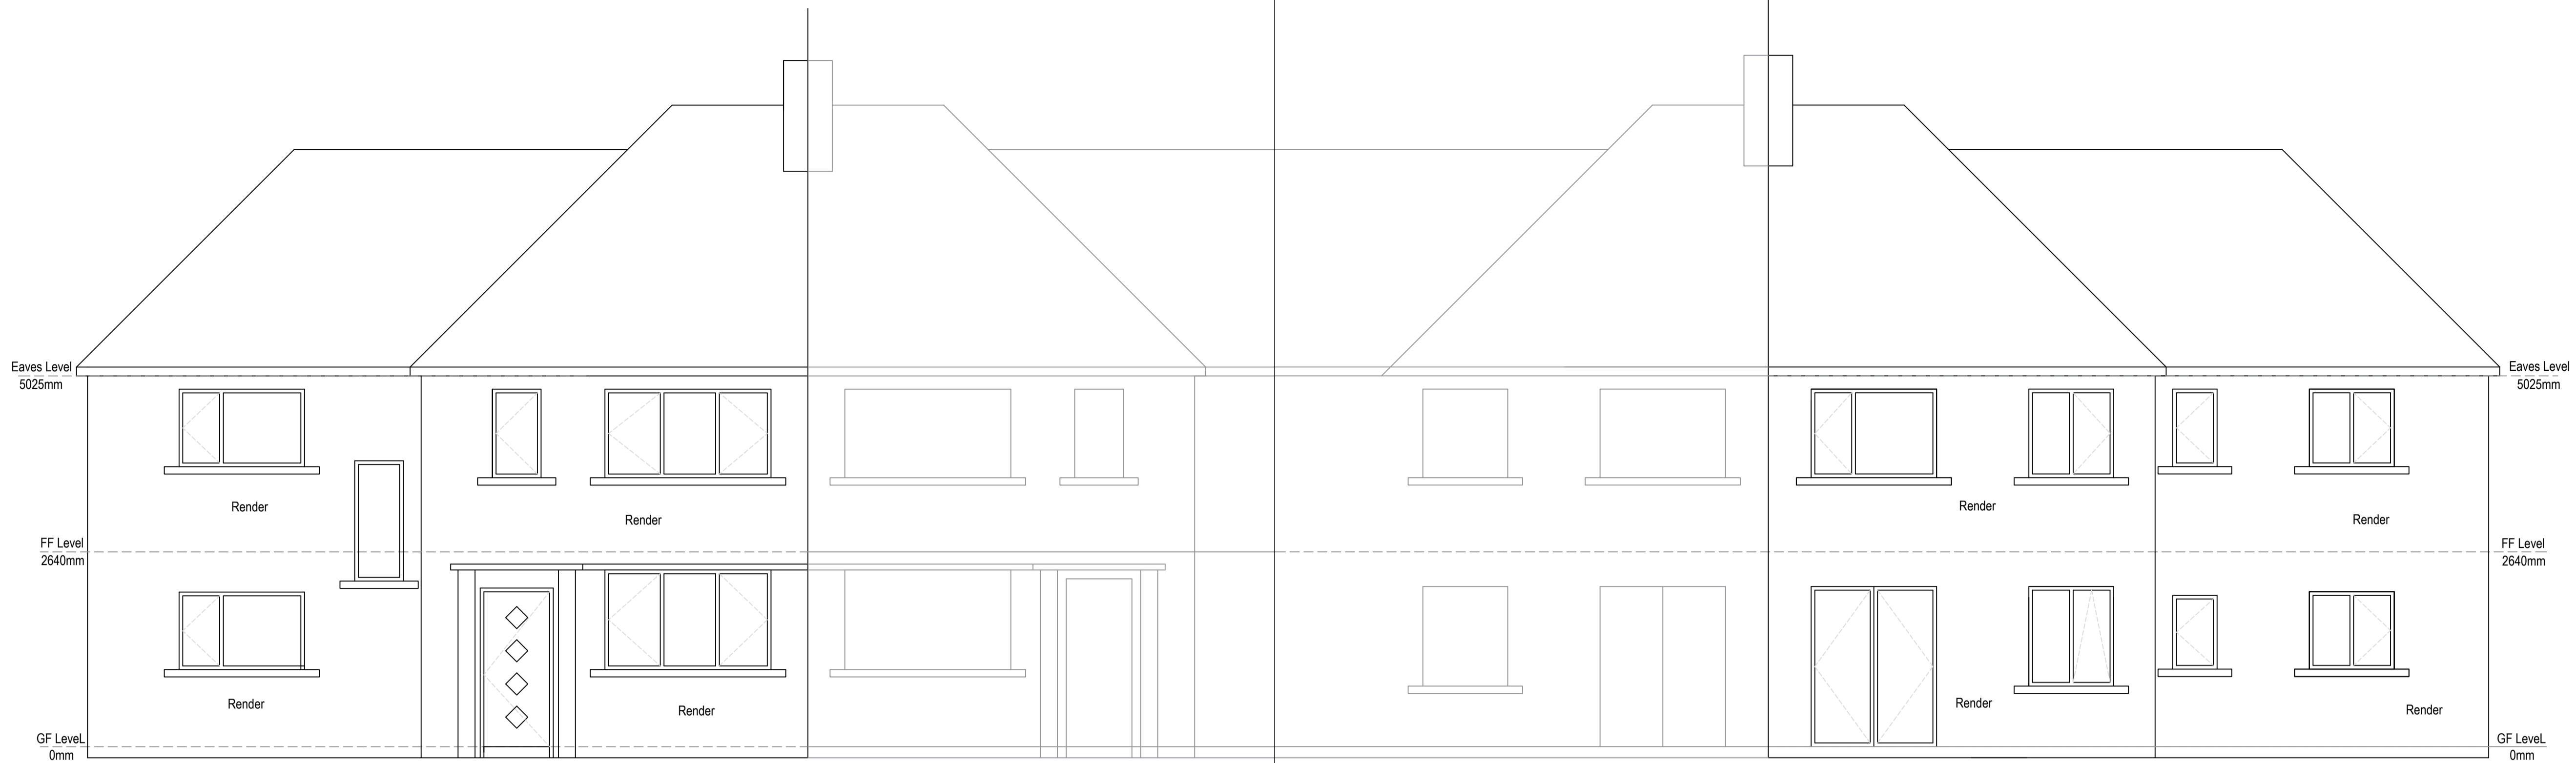 Eaves Level
5025mm
Eaves Level
5025mm
Render
Render
Render
Render
FF Level
2640mm
FF Level
2640mm
Render
Render
Render
Render
GF LeveL
0mm
GF LeveL
0mm